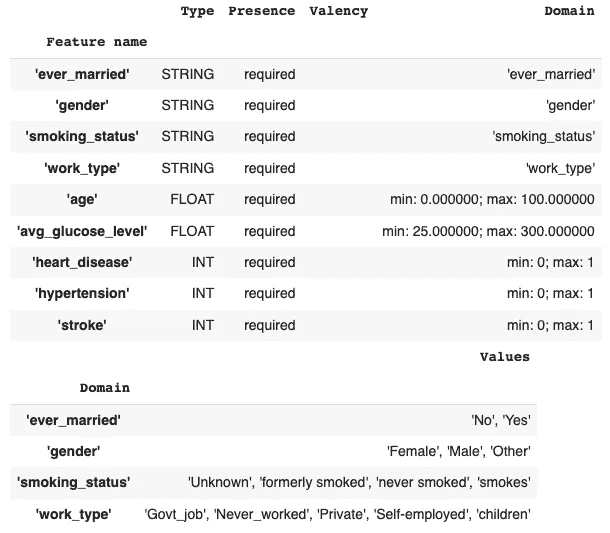 Type Presence Valency Domain
Feature name
'ever_married' STRING required 'ever_married'
'gender' STRING required 'gender'
'smoking_status' STRING required 'smoking_status'
'work_type' STRING required 'work_type'
'age' FLOAT required min: 0.000000; max: 100.000000
'avg_glucose_level' FLOAT required min: 25.000000; max: 300.000000
'heart_disease' INT required min: 0; max: 1
'hypertension' INT required min: 0; max: 1
'stroke' INT required min: 0; max: 1
Values
Domain
'ever_married' 'No', 'Yes'
'gender' 'Female', 'Male', 'Other'
'smoking_status' 'Unknown', 'formerly smoked', 'never smoked', 'smokes'
'work_type' 'Govt_job', 'Never_worked', 'Private', 'Self-employed', 'children'